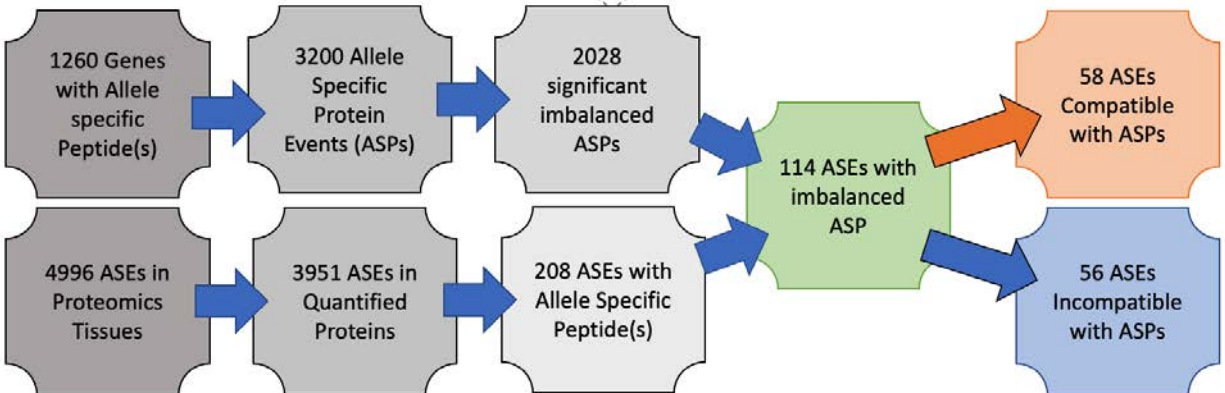 1260 Genes
with Allele
specific
Peptide(s)
3200 Allele
Specific
Protein
Events (ASPs)
2028
significant
imbalanced
ASPs
4996 ASEs in
Proteomics
Tissues
3951 ASEs in
Quantified
Proteins
208 ASEs with
Allele Specific
Peptide(s)
114 ASEs with
imbalanced
ASP
58 ASEs
Compatible
with ASPs
56 ASEs
Incompatible
with ASPs